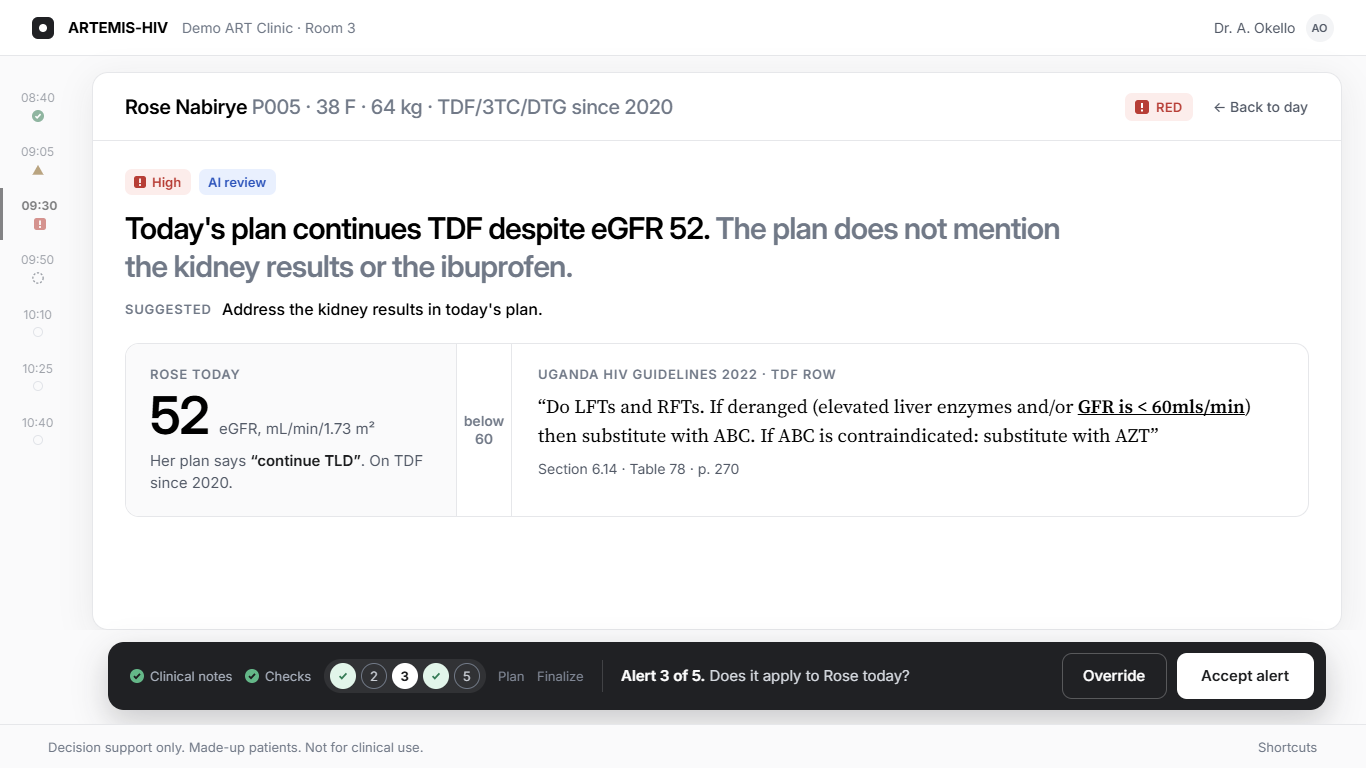 ARTEMIS-HIV Demo ART Clinic · Room 3
Dr. A. Okello AO
08:40
09:05
09:30
09:50
10:10
10:25
10:40
Rose Nabirye P005 · 38 F · 64 kg · TDF/3TC/DTG since 2020
RED
← Back to day
High
AI review
Today's plan continues TDF despite eGFR 52. The plan does not mention
the kidney results or the ibuprofen.
SUGGESTED Address the kidney results in today's plan.
ROSE TODAY
52 eGFR, mL/min/1.73 m²
Her plan says “continue TLD”. On TDF
since 2020.
below
60
UGANDA HIV GUIDELINES 2022 · TDF ROW
“Do LFTs and RFTs. If deranged (elevated liver enzymes and/or GFR is < 60mls/min)
then substitute with ABC. If ABC is contraindicated: substitute with AZT”
Section 6.14 · Table 78 · p. 270
Clinical notes
Checks
2
3
5
Plan
Finalize
Alert 3 of 5. Does it apply to Rose today?
Override
Accept alert
Decision support only. Made-up patients. Not for clinical use.
Shortcuts